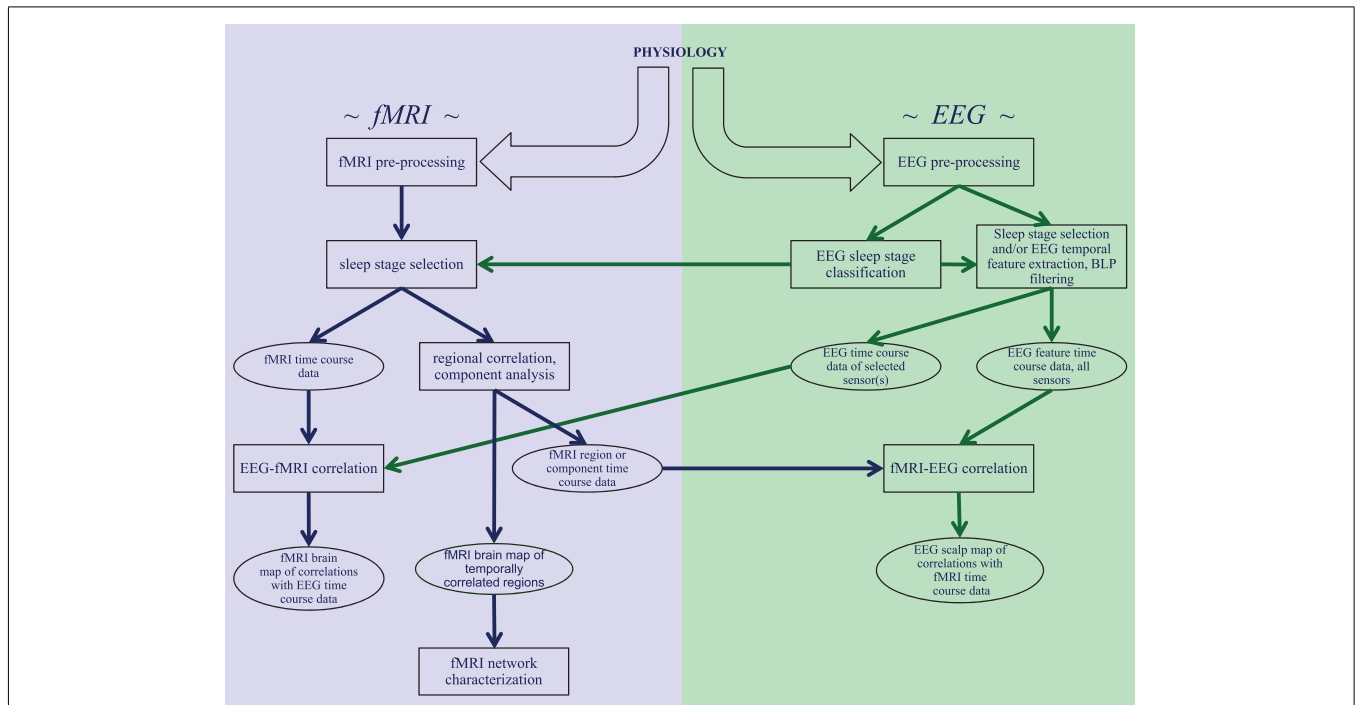 PHYSIOLOGY
~ fMRI ~
~ EEG ~
fMRI pre-processing
EEG pre-processing
sleep stage selection
EEG sleep stage
classification
Sleep stage selection
and/or EEG temporal
feature extraction, BLP
filtering
fMRI time course
data
regional correlation,
component analysis
EEG time course
data of selected
sensor(s)
EEG feature time
course data, all
sensors
EEG-fMRI correlation
fMRI region or
component time
course data
fMRI-EEG correlation
fMRI brain
map of correlations
with EEG time
course data
fMRI brain map of
temporally
correlated regions
EEG scalp map of
correlations with
fMRI time
course data
fMRI network
characterization